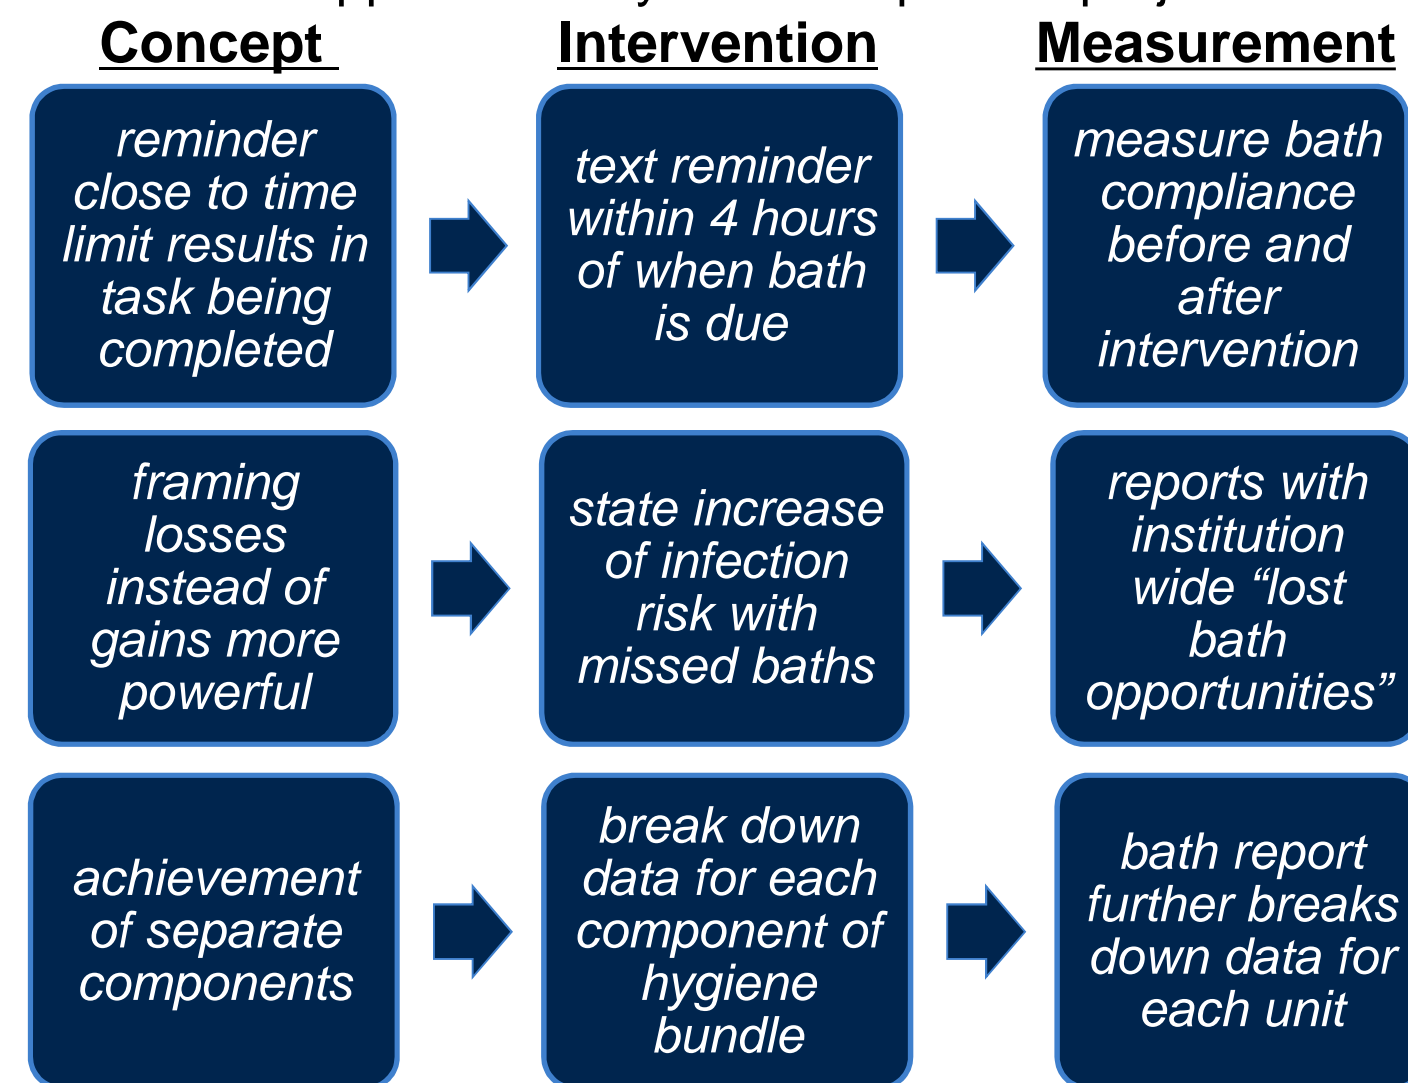 Concept
Intervention
Measurement
reminder
close to time
limit results in
task being
completed
text reminder
within 4 hours
of when bath
is due
measure bath
compliance
before and
after
intervention
framing
losses
instead of
gains more
powerful
state increase
of infection
risk with
missed baths
reports with
institution
wide “lost
bath
opportunities”
achievement
of separate
components
break down
data for each
component of
hygiene
bundle
bath report
further breaks
down data for
each unit